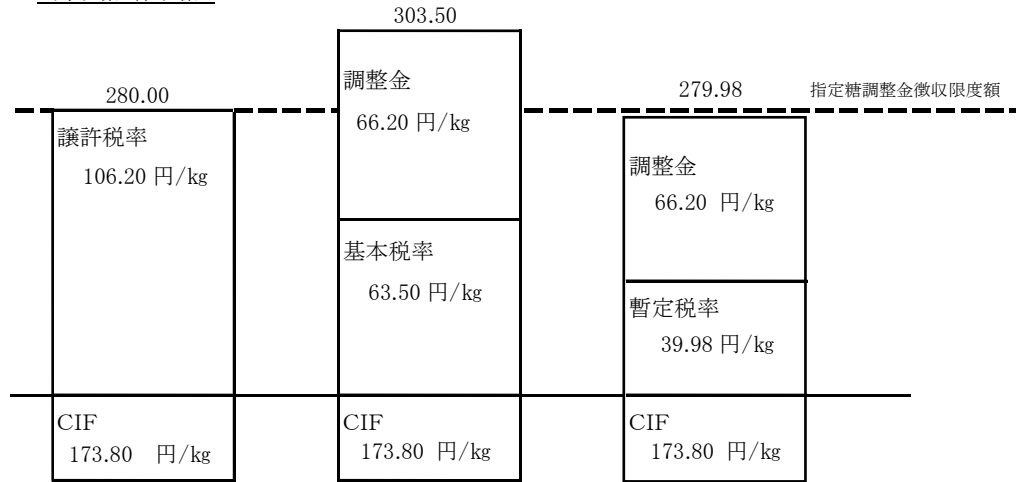 303.50
280.00
279.98
指定糖調整金徴収限度額
譲許税率
106.20 円/kg
調整金
66.20 円/kg
調整金
66.20 円/kg
基本税率
63.50 円/kg
暫定税率
39.98 円/kg
CIF
173.80 円/kg
CIF
173.80 円/kg
CIF
173.80 円/kg